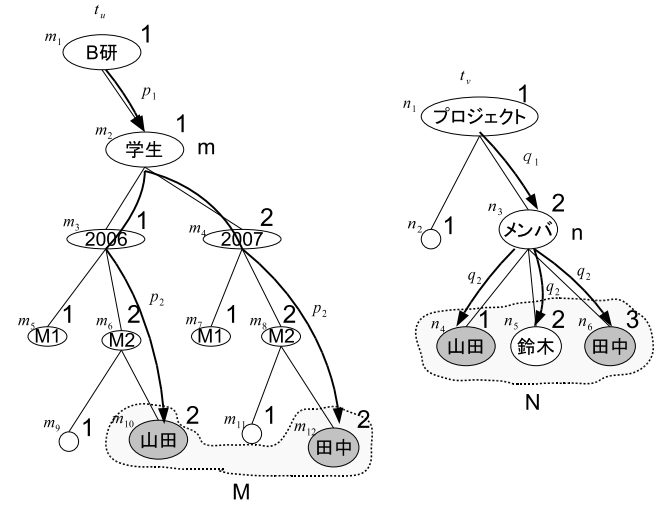 t_u
m_1 B研 1
p_1
m_2 学生 1 m
m_3 2006 1
m_4 2007 2
m_5 M1 1
m_6 M2 2
p_2
m_7 M1 1
m_8 M2 2
p_2
m_9 1
m_10 山田 2
m_11 1
m_12 田中 2
M
t_v
n_1 プロジェクト 1
q_1
n_2 1
n_3 メンバ 2 n
q_2
q_2
q_2
n_4 山田 1
n_5 鈴木 2
n_6 田中 3
N